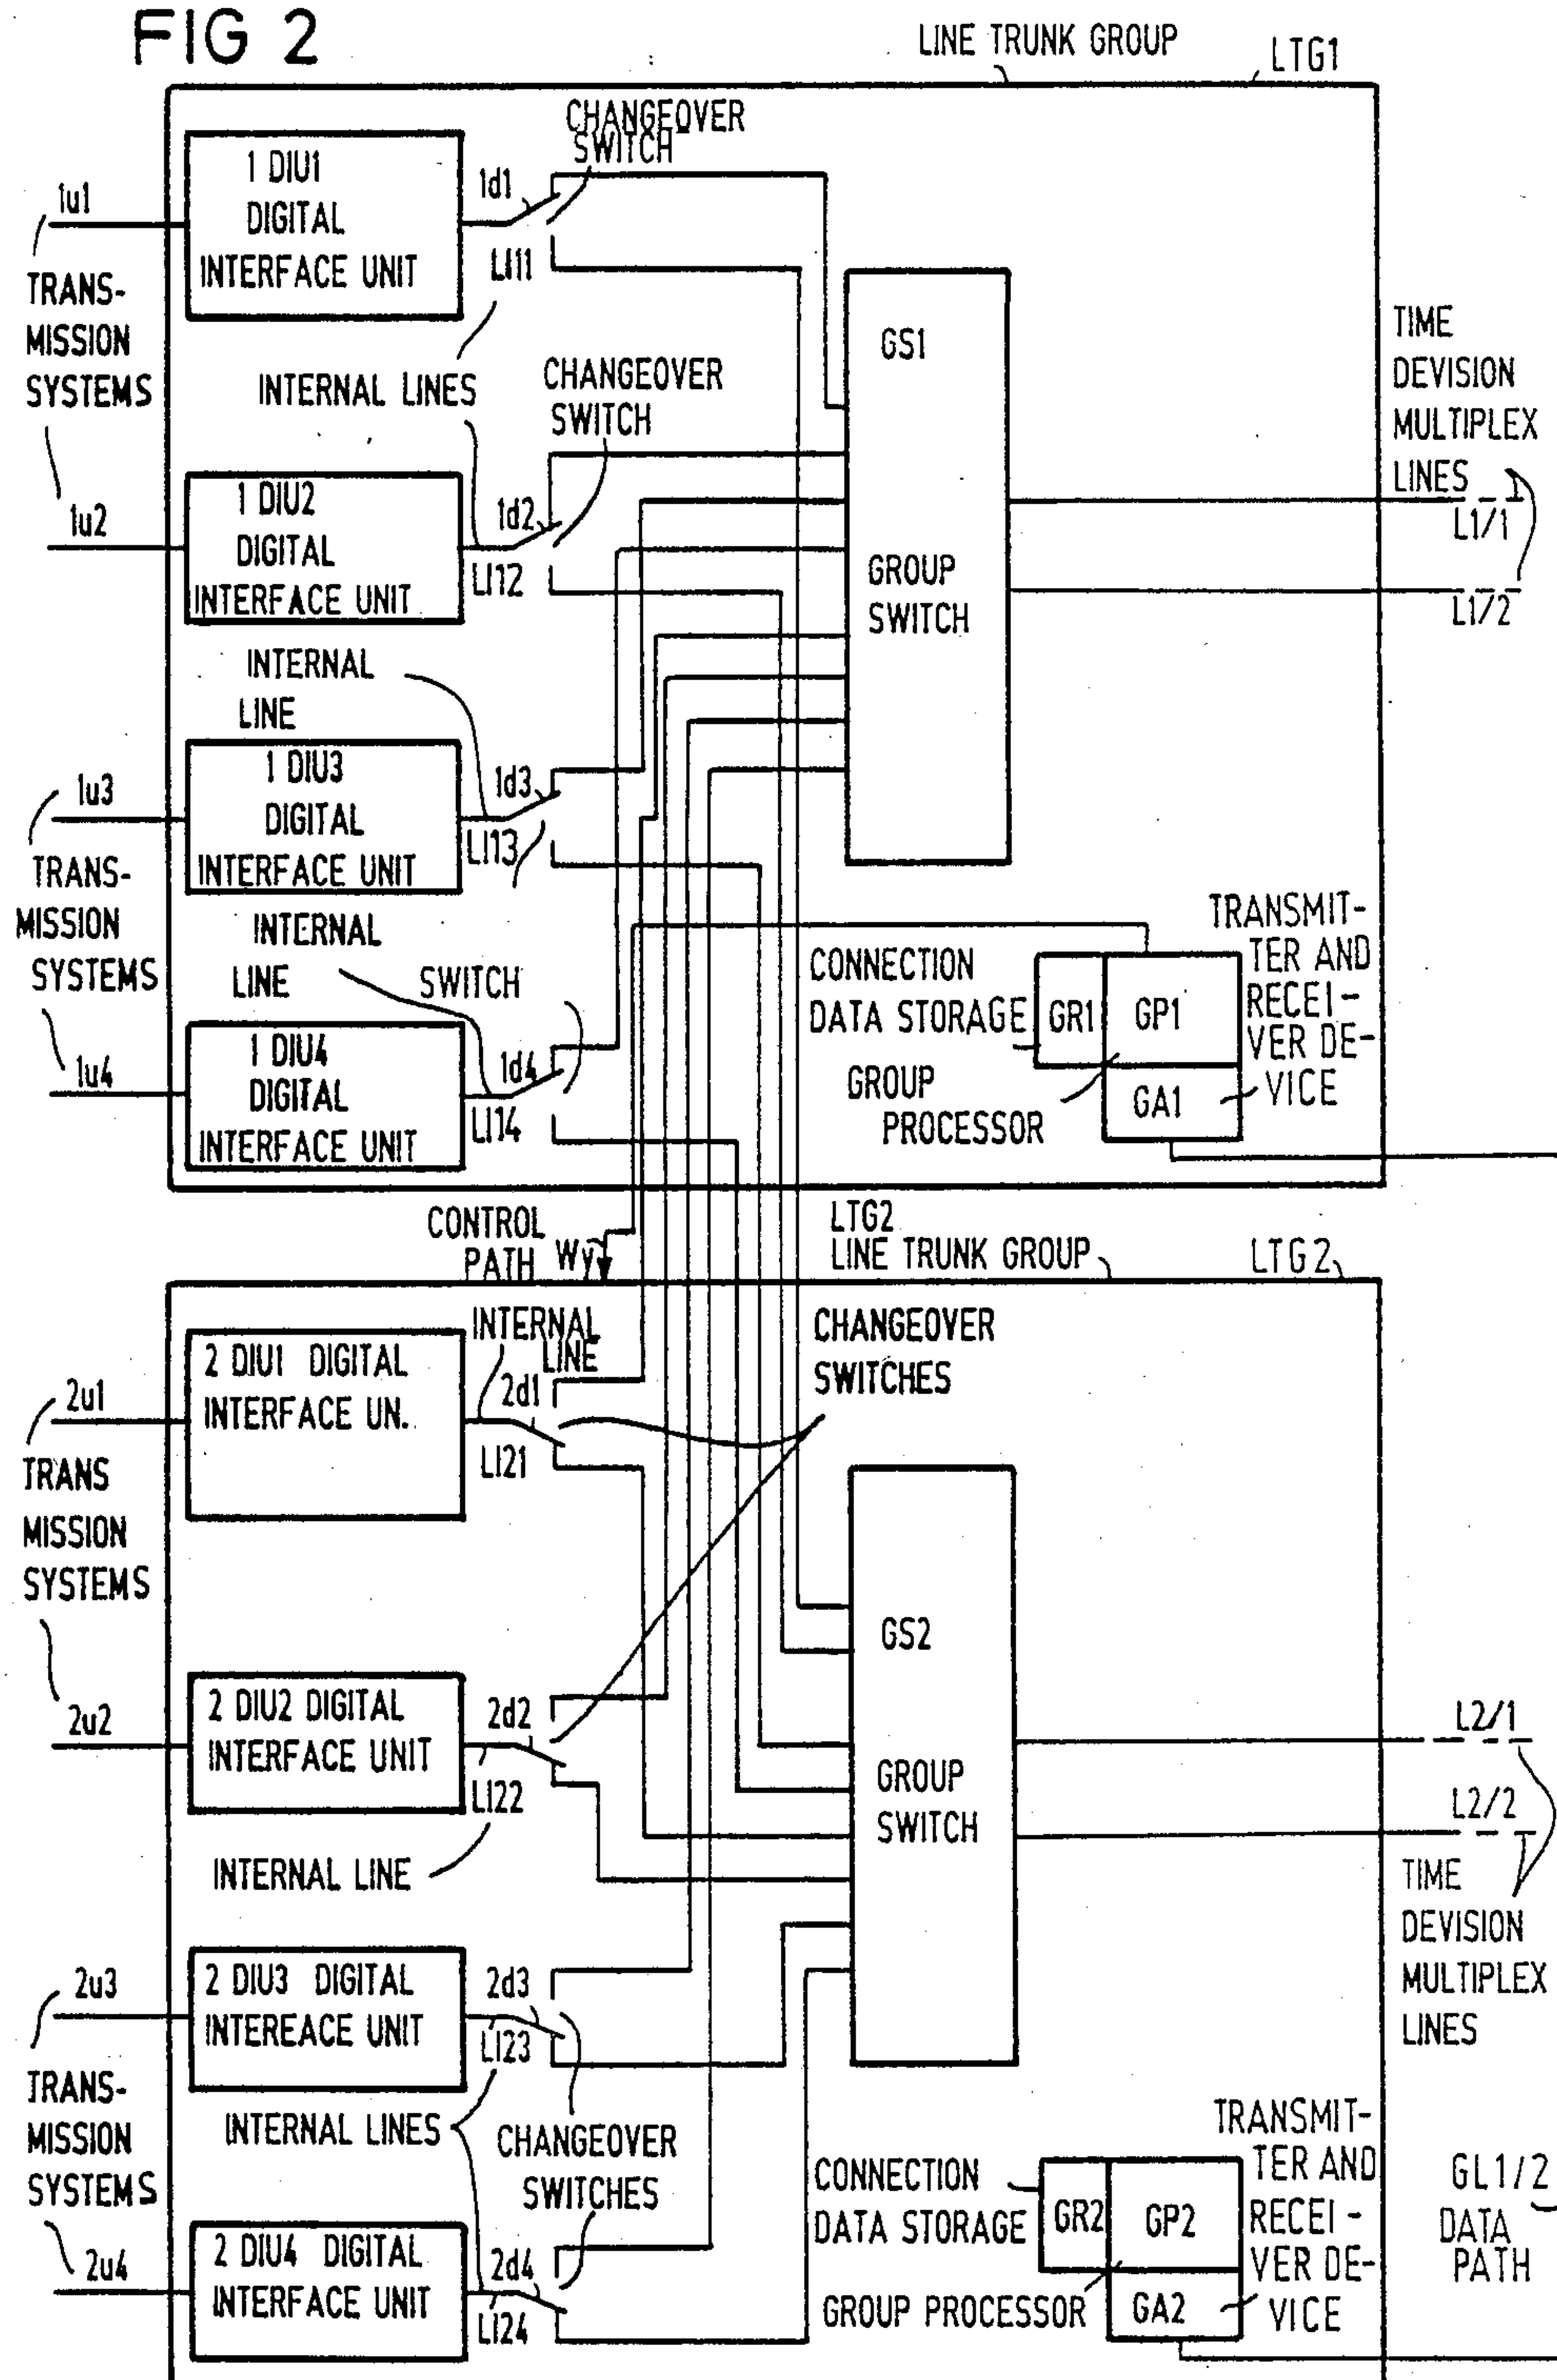 FIG 2
LINE TRUNK GROUP
LTG1
CHANGEOVER
SWITCH
1 DIU1
DIGITAL
INTERFACE UNIT
1u1
1d1
LI11
TRANS-
MISSION
SYSTEMS
INTERNAL LINES
CHANGEOVER
SWITCH
GS1
GROUP
SWITCH
TIME
DEVISION
MULTIPLEX
LINES
L1/1
L1/2
1u2
1 DIU2
DIGITAL
INTERFACE UNIT
1d2
LI12
INTERNAL
LINE
1u3
1 DIU3
DIGITAL
INTERFACE UNIT
1d3
LI13
TRANS-
MISSION
SYSTEMS
INTERNAL
LINE
SWITCH
1u4
1 DIU4
DIGITAL
INTERFACE UNIT
1d4
LI14
CONNECTION
DATA STORAGE
GR1
GP1
GA1
GROUP
PROCESSOR
TRANSMIT-
TER AND
RECEI-
VER DE-
VICE
CONTROL
PATH
Wy
LTG2
LINE TRUNK GROUP
LTG2
INTERNAL
LINE
CHANGEOVER
SWITCHES
2u1
2 DIU1 DIGITAL
INTERFACE UN.
2d1
LI21
TRANS
MISSION
SYSTEMS
GS2
GROUP
SWITCH
2u2
2 DIU2 DIGITAL
INTERFACE UNIT
2d2
LI22
INTERNAL LINE
L2/1
L2/2
TIME
DEVISION
MULTIPLEX
LINES
2u3
2 DIU3 DIGITAL
INTEREACE UNIT
2d3
LI23
TRANS-
MISSION
SYSTEMS
INTERNAL LINES
CHANGEOVER
SWITCHES
2u4
2 DIU4 DIGITAL
INTERFACE UNIT
2d4
LI24
CONNECTION
DATA STORAGE
GR2
GP2
GA2
GROUP PROCESSOR
TRANSMIT-
TER AND
RECEI-
VER DE-
VICE
GL1/2
DATA
PATH